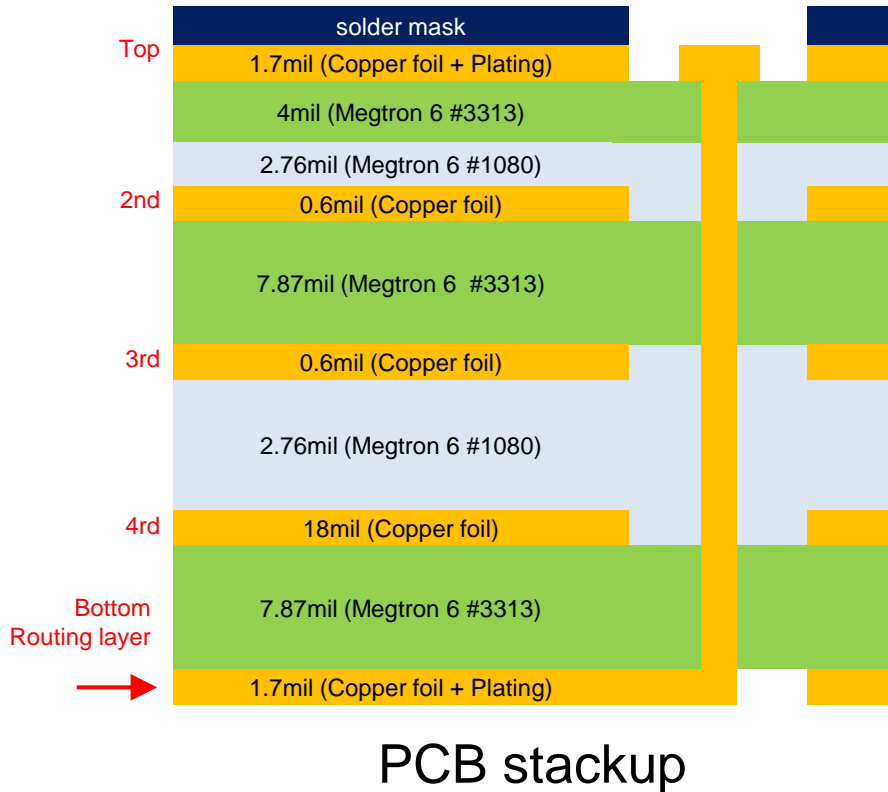 solder mask
Top
1.7mil (Copper foil + Plating)
4mil (Megtron 6 #3313)
2.76mil (Megtron 6 #1080)
2nd
0.6mil (Copper foil)
7.87mil (Megtron 6  #3313)
3rd
0.6mil (Copper foil)
2.76mil (Megtron 6 #1080)
4rd
18mil (Copper foil)
Bottom
Routing layer
7.87mil (Megtron 6 #3313)
1.7mil (Copper foil + Plating)
PCB stackup